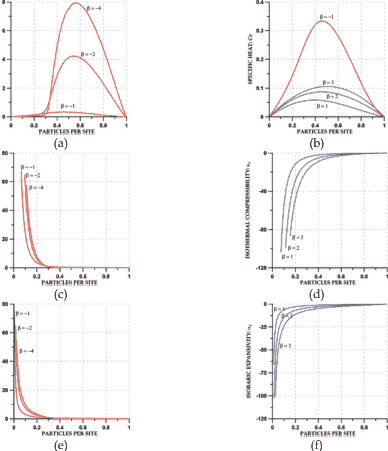 8
6
4
2
0
β = −4
β = −2
β = −1
0 0.2 0.4 0.6 0.8 1
PARTICLES PER SITE
(a)
SPECIFIC HEAT: Cv
0.4
0.3
0.2
0.1
0
β = −1
β = 3
β = 2
β = 1
0 0.2 0.4 0.6 0.8 1
PARTICLES PER SITE
(b)
80
60
40
20
0
β = −1
β = −2
β = −4
0 0.2 0.4 0.6 0.8 1
PARTICLES PER SITE
(c)
ISOTHERMAL COMPRESSIBILITY:
0
-40
-80
-120
β = 3
β = 2
β = 1
0 0.2 0.4 0.6 0.8 1
PARTICLES PER SITE
(d)
80
60
40
20
0
β = −1
β = −2
β = −4
0 0.2 0.4 0.6 0.8 1
PARTICLES PER SITE
(e)
ISOBARIC EXPANSIVITY:
0
-25
-50
-75
-100
-125
β = 1
β = 3
0 0.2 0.4 0.6 0.8 1
PARTICLES PER SITE
(f)